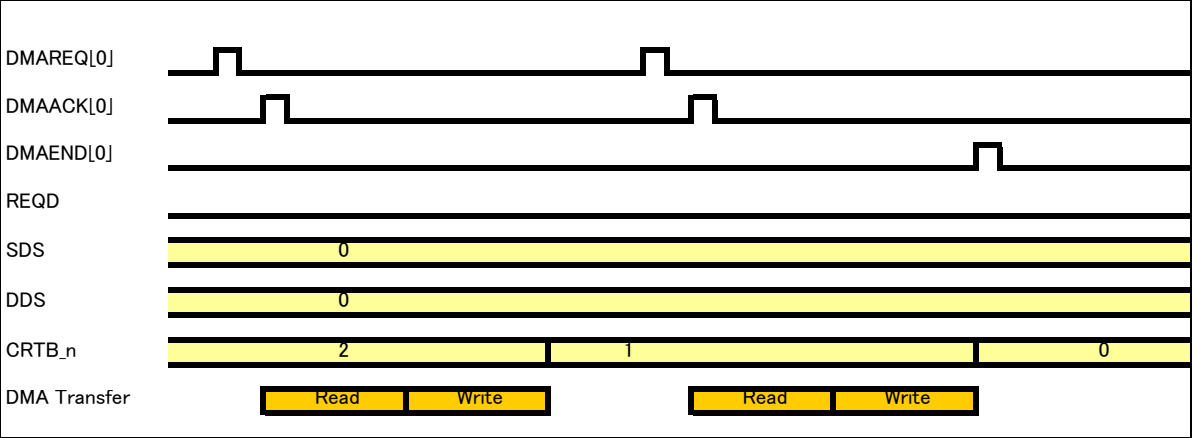 DMAREQ[0]
DMAACK[0]
DMAEND[0]
REQD
SDS 0
DDS 0
CRTB_n 2 1 0
DMA Transfer Read Write Read Write